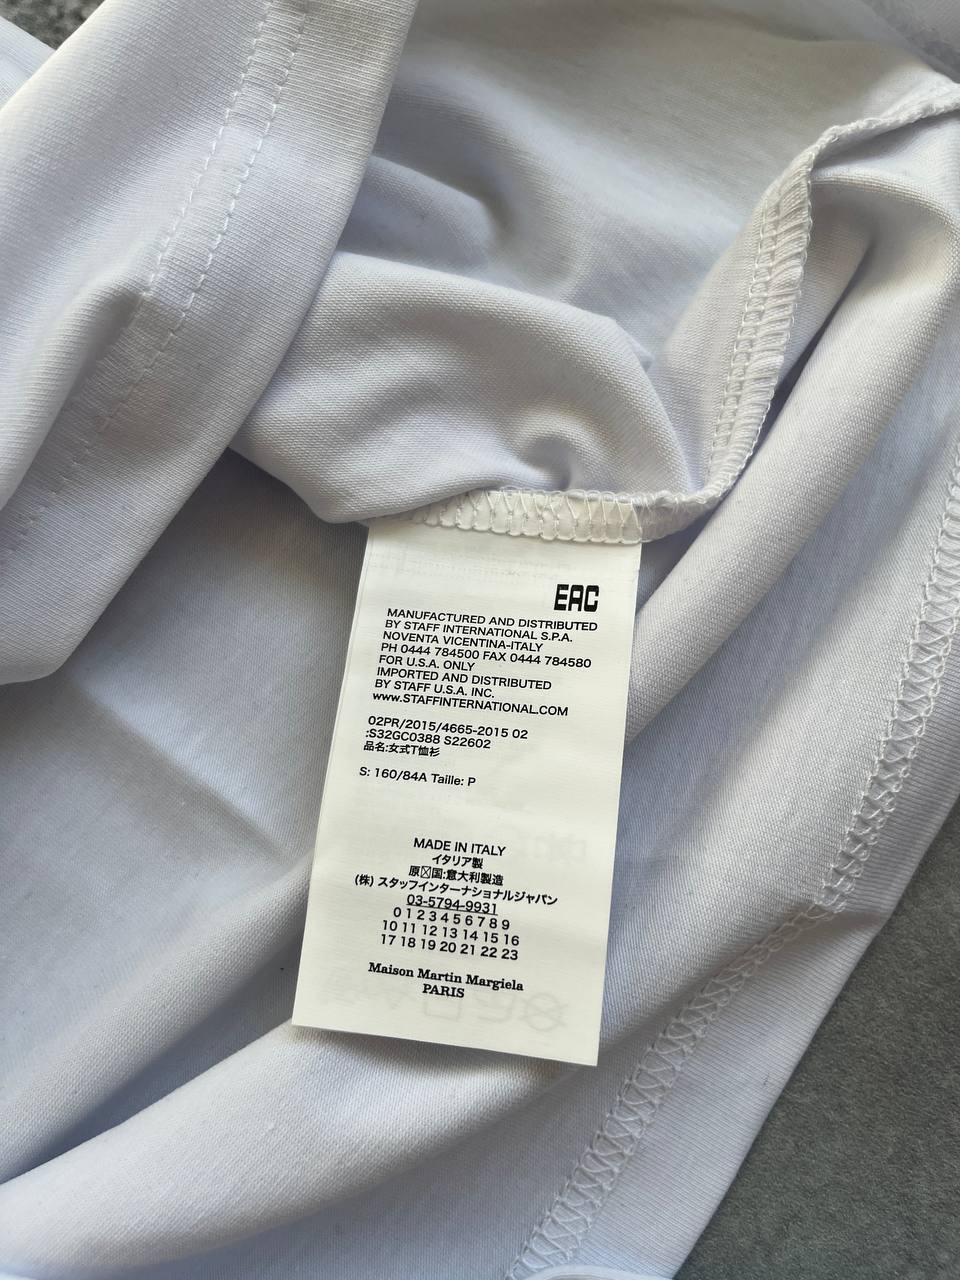 EAC
MANUFACTURED AND DISTRIBUTED
BY STAFF INTERNATIONAL S.P.A.
NOVENTA VICENTINA-ITALY
PH 0444 784500 FAX 0444 784580
FOR U.S.A. ONLY
IMPORTED AND DISTRIBUTED
BY STAFF U.S.A. INC.
www.STAFFINTERNATIONAL.COM
02PR/2015/4665-2015 02
:S32GC0388 S22602
品名:女式T恤衫
S: 160/84A Taille: P
MADE IN ITALY
イタリア製
原☒国:意大利製造
(株) スタッフインターナショナルジャパン
03-5794-9931
0 1 2 3 4 5 6 7 8 9
10 11 12 13 14 15 16
17 18 19 20 21 22 23
Maison Martin Margiela
PARIS